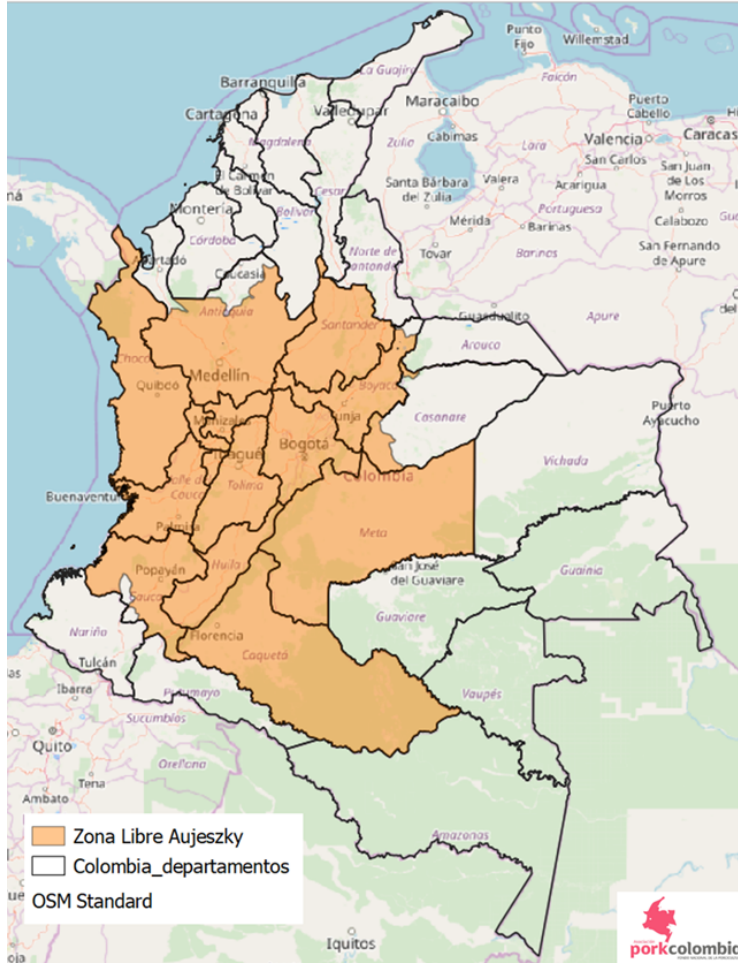 Punto
Fijo
Willemstad
La Guajira
Barranquilla
Falcón
Cartagena
Valledupar
Maracaibo
Puerto
Cabello
Magdalena
Zulia
Cabimas
Lara
Valencia
Caracas
San Carlos
San Juan
de Los
Morros
El Carmen
de Bolívar
Cesar
Santa Bárbara
del Zulia
Valera
Acarigua
Portuguesa
Montería
Bolívar
Mérida
Barinas
Calabozo
Córdoba
Norte de
Santander
Tovar
Barinas
San Fernando
de Apure
Caucasia
Antioquia
Santander
Guasdualito
Apure
Arauco
Medellín
Quibdó
Boyacá
Tunja
Casanare
Puerto
Ayacucho
Manizales
Ibagué
Bogotá
Colombia
Vichada
Buenaventura
Valle del
Cauca
Tolima
Palmira
Meta
Popayán
Huila
San José
del Guaviare
Guainía
Cauca
Guaviare
Nariño
Florencia
Caquetá
Tulcán
Vaupés
Ibarra
Putumayo
Sucumbíos
Quito
Orellana
Tena
Ambato
Amazonas
Zona Libre Aujeszky
Colombia_departamentos
OSM Standard
Iquitos
porkcolombia